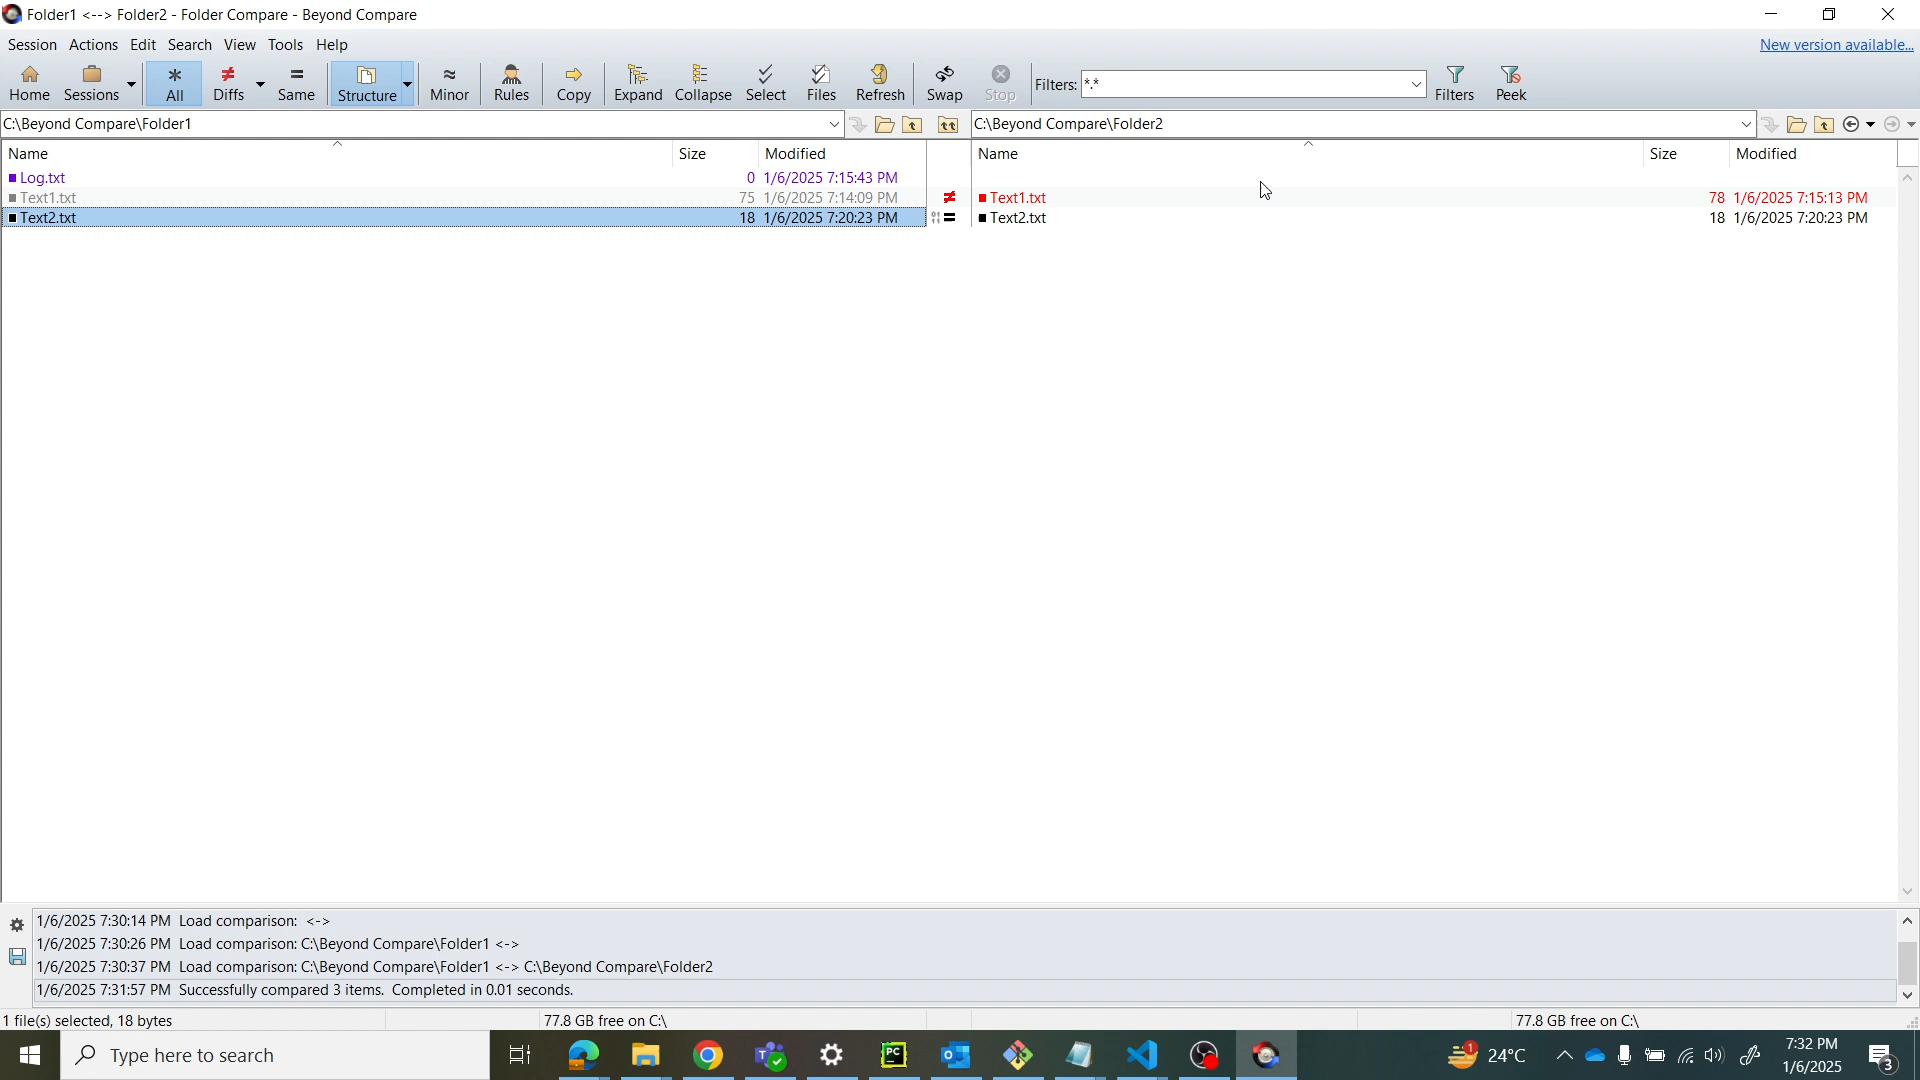 Folder1 <--> Folder2 - Folder Compare - Beyond Compare
Session Actions Edit Search View Tools Help New version available...
Home Sessions All Diffs Same Structure Minor Rules Copy Expand Collapse Select Files Refresh Swap Stop Filters: *.* Filters Peek
C:\Beyond Compare\Folder1 C:\Beyond Compare\Folder2
Name Size Modified Name Size Modified
Log.txt 0 1/6/2025 7:15:43 PM
Text1.txt 75 1/6/2025 7:14:09 PM ≠ Text1.txt 78 1/6/2025 7:15:13 PM
Text2.txt 18 1/6/2025 7:20:23 PM = Text2.txt 18 1/6/2025 7:20:23 PM
1/6/2025 7:30:14 PM Load comparison: <->
1/6/2025 7:30:26 PM Load comparison: C:\Beyond Compare\Folder1 <->
1/6/2025 7:30:37 PM Load comparison: C:\Beyond Compare\Folder1 <-> C:\Beyond Compare\Folder2
1/6/2025 7:31:57 PM Successfully compared 3 items. Completed in 0.01 seconds.
1 file(s) selected, 18 bytes 77.8 GB free on C:\ 77.8 GB free on C:\
Type here to search PC 1 24°C 7:32 PM
1/6/2025 3